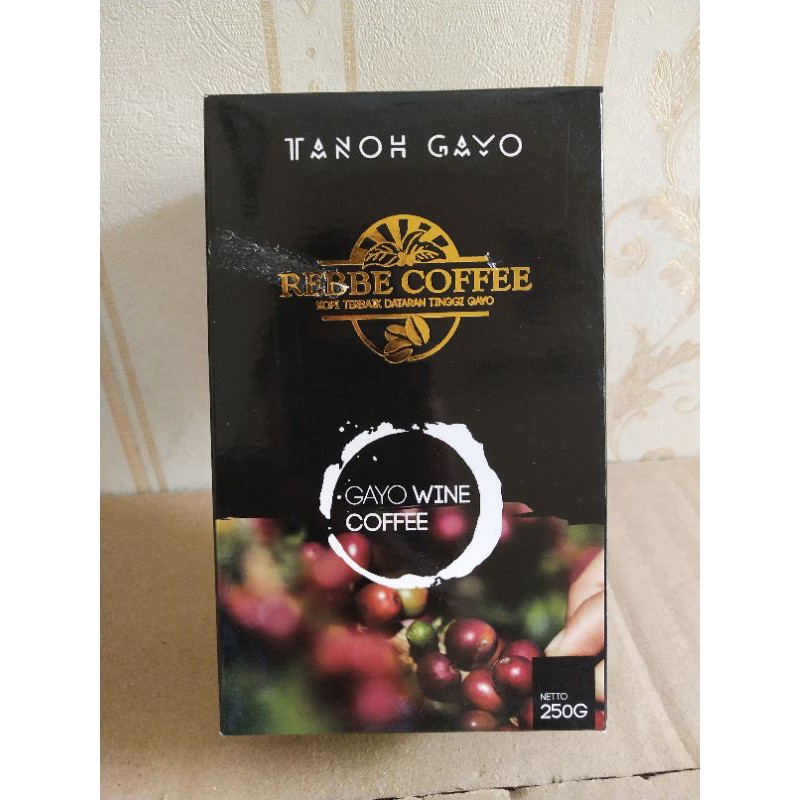 TANOH GAYO
REBBE COFFEE
KOPI TERBAIK DATARAN TINGGI GAYO
GAYO WINE
COFFEE
NETTO
250G